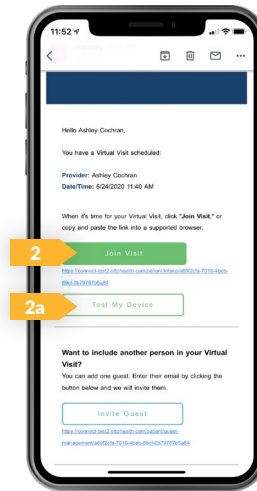 11:52
Hello Ashley Cochran,
You have a Virtual Visit scheduled:
Provider: Ashley Cochran
Date/Time: 6/24/2020 11:40 AM
When it's time for your Virtual Visit, click "Join Visit," or
copy and paste the link into a supported browser.
2
Join Visit
2a
Test My Device
Want to include another person in your Virtual
Visit?
You can add one guest. Enter their email by clicking the
button below and we will invite them.
Invite Guest